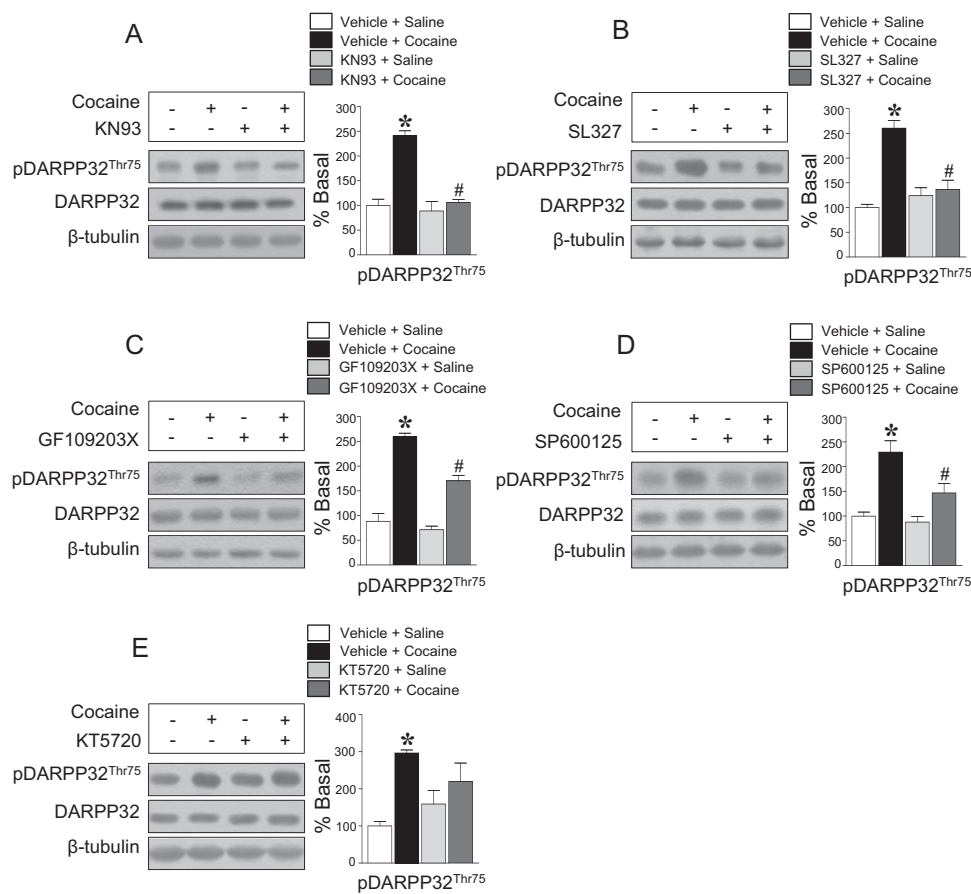 A
Vehicle + Saline
Vehicle + Cocaine
KN93 + Saline
KN93 + Cocaine
Cocaine - + - +
KN93 - - + +
pDARPP32Thr75
DARPP32
β-tubulin
% Basal
300
250
200
150
100
50
0
*
#
pDARPP32Thr75
B
Vehicle + Saline
Vehicle + Cocaine
SL327 + Saline
SL327 + Cocaine
Cocaine - + - +
SL327 - - + +
pDARPP32Thr75
DARPP32
β-tubulin
% Basal
300
250
200
150
100
50
0
*
#
pDARPP32Thr75
C
Vehicle + Saline
Vehicle + Cocaine
GF109203X + Saline
GF109203X + Cocaine
Cocaine - + - +
GF109203X - - + +
pDARPP32Thr75
DARPP32
β-tubulin
% Basal
300
250
200
150
100
50
0
*
#
pDARPP32Thr75
D
Vehicle + Saline
Vehicle + Cocaine
SP600125 + Saline
SP600125 + Cocaine
Cocaine - + - +
SP600125 - - + +
pDARPP32Thr75
DARPP32
β-tubulin
% Basal
300
250
200
150
100
50
0
*
#
pDARPP32Thr75
E
Vehicle + Saline
Vehicle + Cocaine
KT5720 + Saline
KT5720 + Cocaine
Cocaine - + - +
KT5720 - - + +
pDARPP32Thr75
DARPP32
β-tubulin
% Basal
400
300
200
100
0
*
pDARPP32Thr75